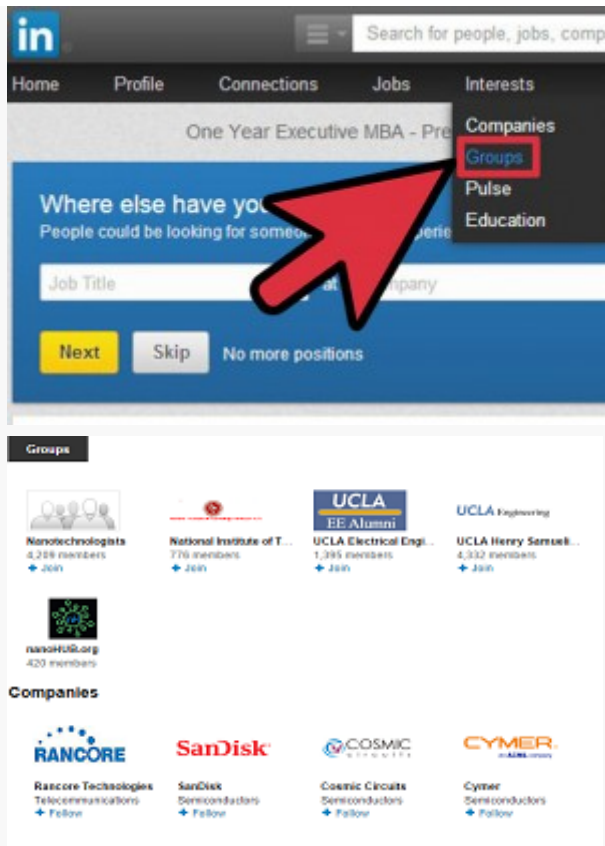 in
Search for people, jobs, comp
Home Profile Connections Jobs Interests
One Year Executive MBA - Pre
Companies
Groups
Pulse
Education
Where else have you
People could be looking for someo perie
Job Title at mpany
Next Skip No more positions
Groups
UCLA
EE Alumni
UCLA Engineering
Nanotechnologists National Institute of T... UCLA Electrical Engi... UCLA Henry Samueli...
4,209 members 776 members 1,395 members 4,332 members
+ Join + Join + Join + Join
nanoHUB.org
420 members
Companies
RANCORE SanDisk COSMIC circuits CYMER
Rancore Technologies SanDisk Cosmic Circuits Cymer
Telecommunications Semiconductors Semiconductors Semiconductors
+ Follow + Follow + Follow + Follow